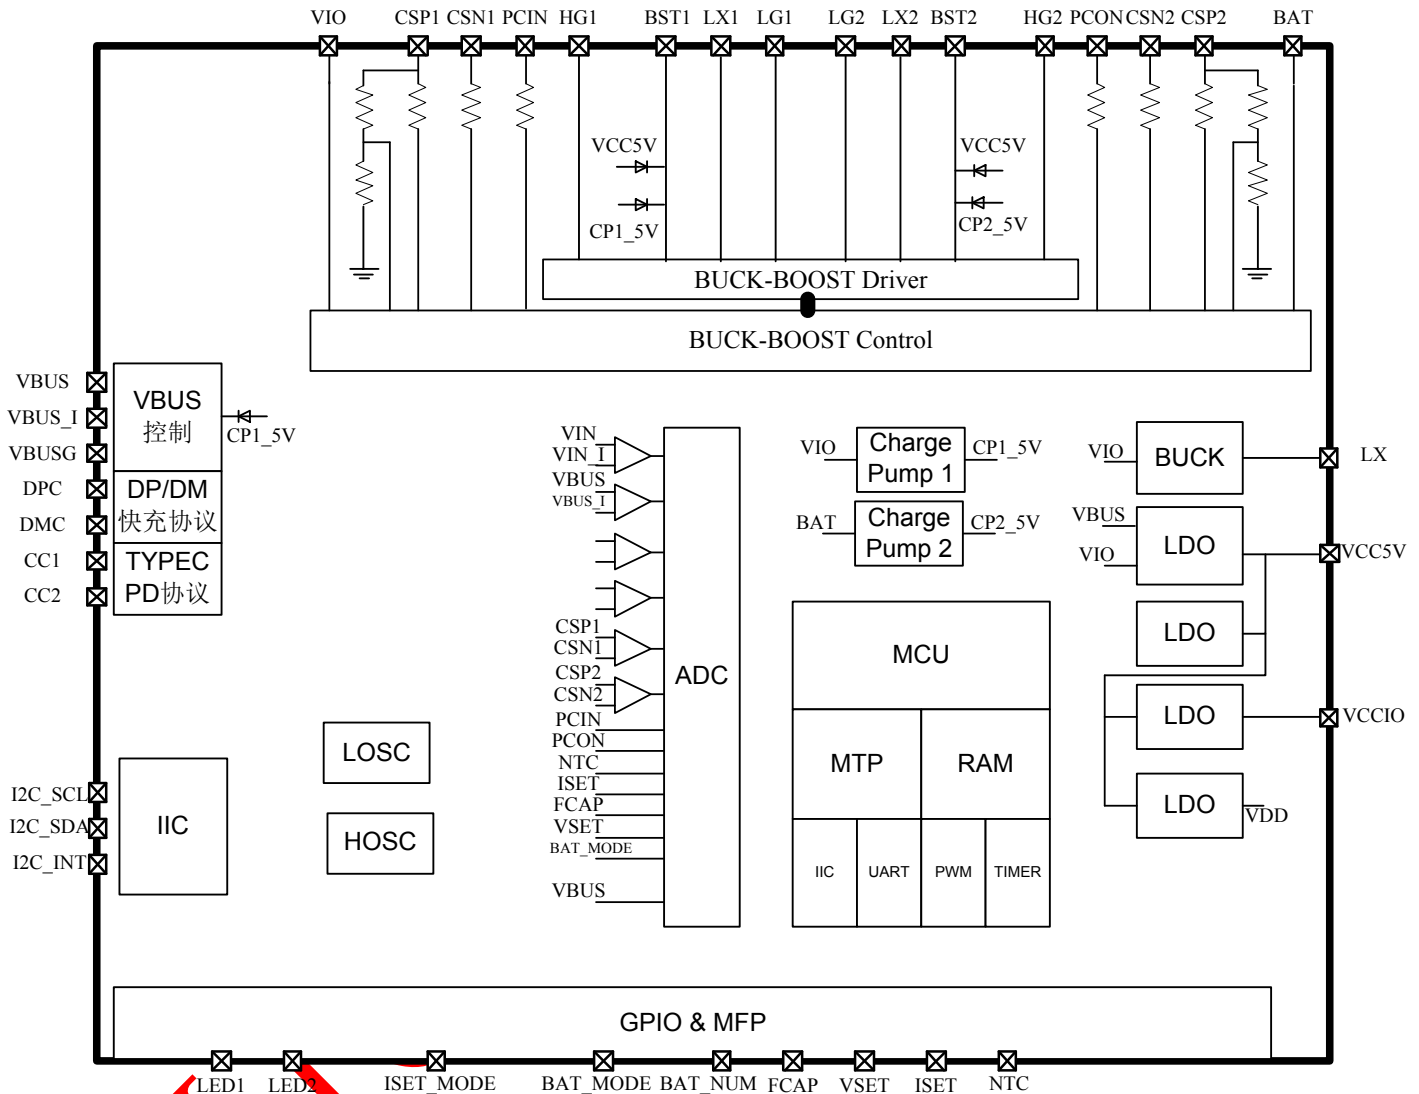 VIO CSP1 CSN1 PCIN HG1 BST1 LX1 LG1 LG2 LX2 BST2 HG2 PCON CSN2 CSP2 BAT
VCC5V
CP1_5V
VCC5V
CP2_5V
BUCK-BOOST Driver
BUCK-BOOST Control
VBUS
VBUS_I
VBUSG
DPC
DMC
CC1
CC2
VBUS
控制
CP1_5V
DP/DM
快充协议
TYPEC
PD协议
VIN
VIN_I
VBUS
VBUS_I
CSP1
CSN1
CSP2
CSN2
PCIN
PCON
NTC
ISET
FCAP
VSET
BAT_MODE
VBUS
ADC
VIO
Charge
Pump 1
CP1_5V
BAT
Charge
Pump 2
CP2_5V
VIO
BUCK
LX
VBUS
VIO
LDO
VCC5V
LDO
LDO
VCCIO
LDO
VDD
MCU
MTP
RAM
IIC
UART
PWM
TIMER
LOSC
HOSC
I2C_SCL
I2C_SDA
I2C_INT
IIC
GPIO & MFP
LED1 LED2 ISET_MODE BAT_MODE BAT_NUM FCAP VSET ISET NTC